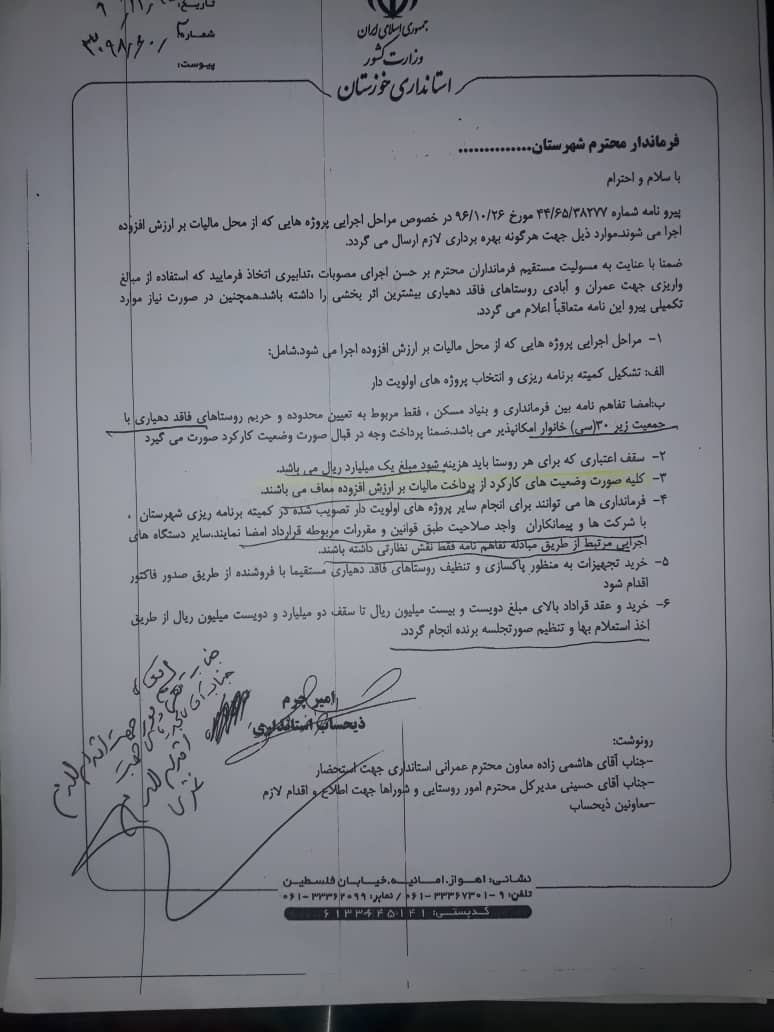 تاریخ:
شماره:
پیوست:
جمهوری اسلامی ایران
وزارت کشور
استانداری خوزستان
فرماندار محترم شهرستان..............
با سلام و احترام
پیرو نامه شماره ۴۴/۶۵/۳۸۲۷۷ مورخ ۹۶/۱۰/۲۶ در خصوص مراحل اجرایی پروژه هایی که از محل مالیات بر ارزش افزوده
اجرا می شوند.موارد ذیل جهت هرگونه بهره برداری لازم ارسال می گردد.
ضمنا با عنایت به مسولیت مستقیم فرمانداران محترم بر حسن اجرای مصوبات ،تدابیری اتخاذ فرمایید که استفاده از مبالغ
واریزی جهت عمران و آبادی روستاهای فاقد دهیاری بیشترین اثر بخشی را داشته باشد.همچنین در صورت نیاز موارد
تکمیلی پیرو این نامه متعاقباً اعلام می گردد.
۱- مراحل اجرایی پروژه هایی که از محل مالیات بر ارزش افزوده اجرا می شود.شامل:
الف: تشکیل کمیته برنامه ریزی و انتخاب پروژه های اولویت دار
ب:امضا تفاهم نامه بین فرمانداری و بنیاد مسکن ، فقط مربوط به تعیین محدوده و حریم روستاهای فاقد دهیاری با
جمعیت زیر ۳۰(سی) خانوار امکانپذیر می باشد.ضمنا پرداخت وجه در قبال صورت وضعیت کارکرد صورت می گیرد
۲- سقف اعتباری که برای هر روستا باید هزینه شود مبلغ یک میلیارد ریال می باشد.
۳- کلیه صورت وضعیت های کارکرد از پرداخت مالیات بر ارزش افزوده معاف می باشند.
۴- فرمانداری ها می توانند برای انجام سایر پروژه های اولویت دار تصویب شده در کمیته برنامه ریزی شهرستان ،
با شرکت ها و پیمانکاران واجد صلاحیت طبق قوانین و مقررات مربوطه قرارداد امضا نمایند.سایر دستگاه های
اجرایی مرتبط از طریق مبادله تفاهم نامه فقط نقش نظارتی داشته باشند.
۵- خرید تجهیزات به منظور پاکسازی و تنظیف روستاهای فاقد دهیاری مستقیما با فروشنده از طریق صدور فاکتور
اقدام شود
۶- خرید و عقد قراداد بالای مبلغ دویست و بیست میلیون ریال تا سقف دو میلیارد و دویست میلیون ریال از طریق
اخذ استعلام بها و تنظیم صورتجلسه برنده انجام گردد.
امیر چرم
ذیحساب استانداری
رونوشت:
-جناب آقای هاشمی زاده معاون محترم عمرانی استانداری جهت استحضار
-جناب آقای حسینی مدیرکل محترم امور روستایی و شوراها جهت اطلاع و اقدام لازم
-معاونین ذیحساب
نشانی: اهواز.امانیه.خیابان فلسطین
تلفن: ۹-۳۳۳۶۷۳۰۱-۰۶۱ / نمابر: ۳۳۳۶۲۰۹۹-۰۶۱
کدپستی: ۶۱۳۳۶۴۵۱۴۱
۱